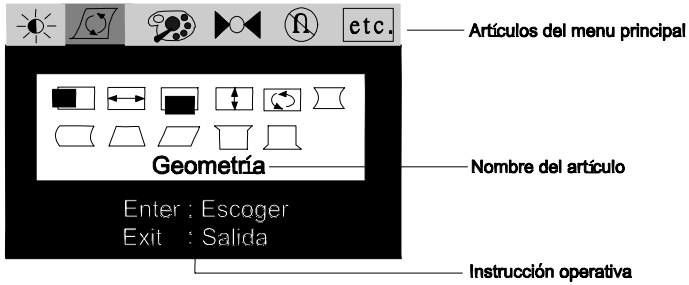 etc.
Artículos del menu principal
Geometría
Nombre del artículo
Enter : Escoger
Exit : Salida
Instrucción operativa